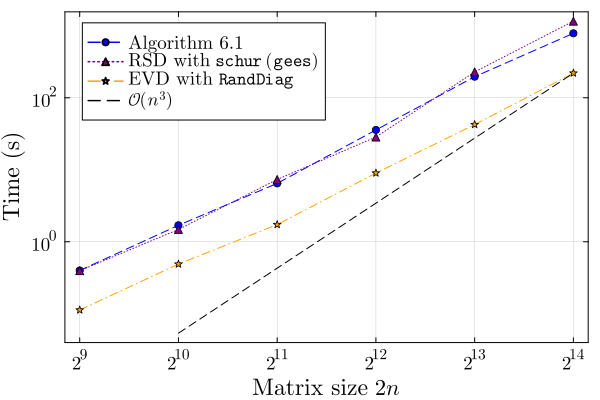 Algorithm 6.1
RSD with schur (gees)
EVD with RandDiag
𝒪(n³)
Time (s)
10²
10⁰
2⁹ 2¹⁰ 2¹¹ 2¹² 2¹³ 2¹⁴
Matrix size 2n